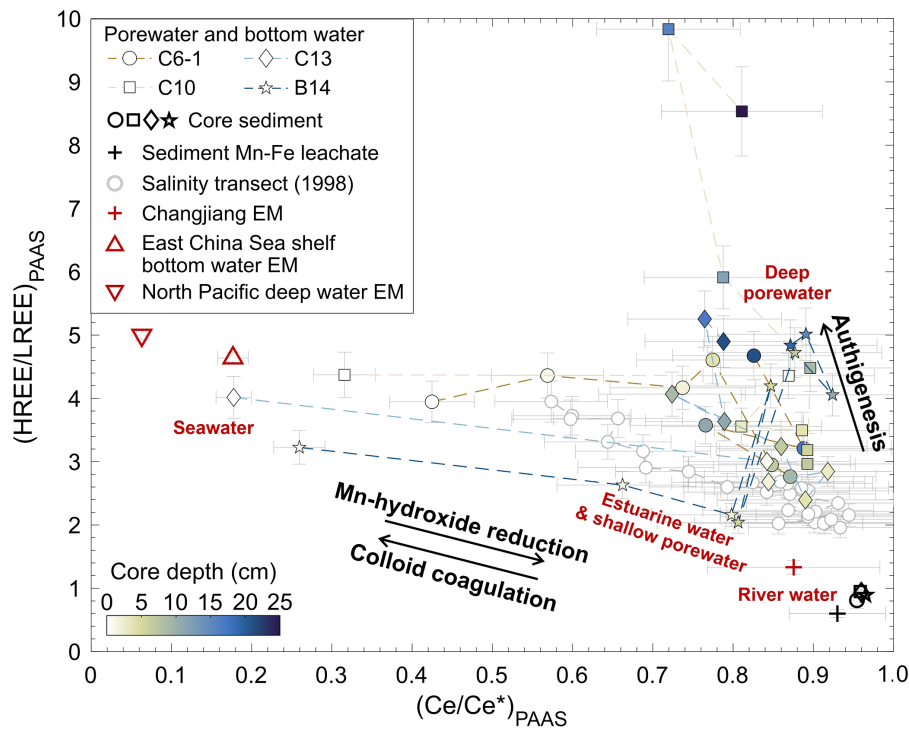 Porewater and bottom water
C6-1
C13
C10
B14
Core sediment
Sediment Mn-Fe leachate
Salinity transect (1998)
Changjiang EM
East China Sea shelf
bottom water EM
North Pacific deep water EM
Deep
porewater
Authigenesis
Seawater
Mn-hydroxide reduction
Colloid coagulation
Estuarine water
& shallow porewater
River water
Core depth (cm)
0 5 10 15 20 25
(HREE/LREE)PAAS
10
9
8
7
6
5
4
3
2
1
0
0 0.1 0.2 0.3 0.4 0.5 0.6 0.7 0.8 0.9 1.0
(Ce/Ce*)PAAS